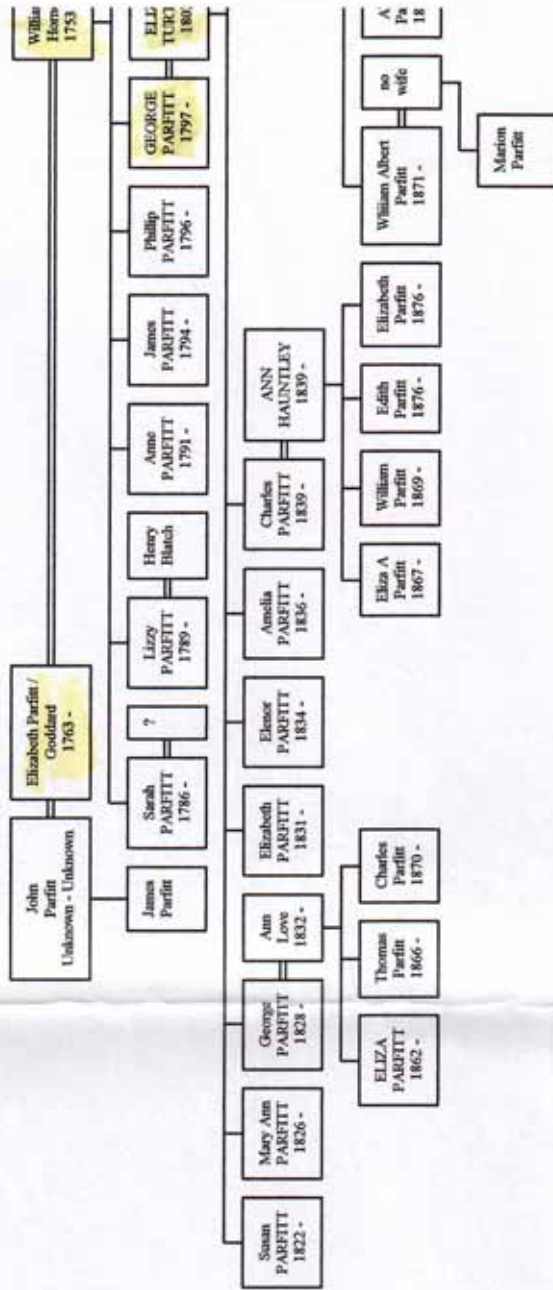 John
Parfitt
Unknown - Unknown
Elizabeth Parfitt /
Goddard
1763 -
1753
James
Parfitt
Sarah
PARFITT
1786 -
?
Lizzy
PARFITT
1789 -
Henry
Blatch
Anne
PARFITT
1791 -
James
PARFITT
1794 -
Phillip
PARFITT
1796 -
GEORGE
PARFITT
1797 -
Susan
PARFITT
1822 -
Mary Ann
PARFITT
1826 -
George
PARFITT
1828 -
Ann
Love
1832 -
Elizabeth
PARFITT
1831 -
Elenor
PARFITT
1834 -
Amelia
PARFITT
1836 -
Charles
PARFITT
1839 -
ANN
HAUNTLEY
1839 -
ELIZA
PARFITT
1862 -
Thomas
Parfitt
1866 -
Charles
Parfitt
1870 -
Eliza A
Parfitt
1867 -
William
Parfitt
1869 -
Edith
Parfitt
1876 -
Elizabeth
Parfitt
1876 -
William Albert
Parfitt
1871 -
no
wife
Marion
Parfitt